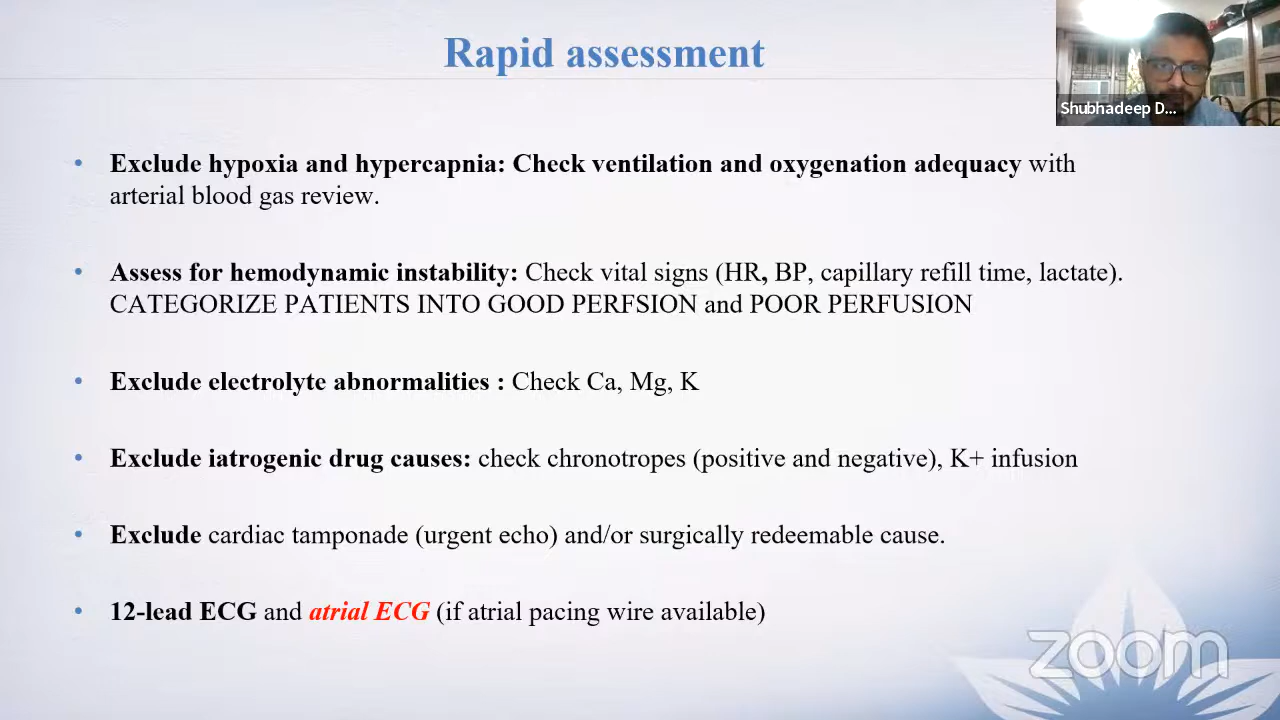 Rapid assessment
Shubhadeep D...
• Exclude hypoxia and hypercapnia: Check ventilation and oxygenation adequacy with
arterial blood gas review.
• Assess for hemodynamic instability: Check vital signs (HR, BP, capillary refill time, lactate).
CATEGORIZE PATIENTS INTO GOOD PERFSION and POOR PERFUSION
• Exclude electrolyte abnormalities : Check Ca, Mg, K
• Exclude iatrogenic drug causes: check chronotropes (positive and negative), K+ infusion
• Exclude cardiac tamponade (urgent echo) and/or surgically redeemable cause.
• 12-lead ECG and atrial ECG (if atrial pacing wire available)
zoom